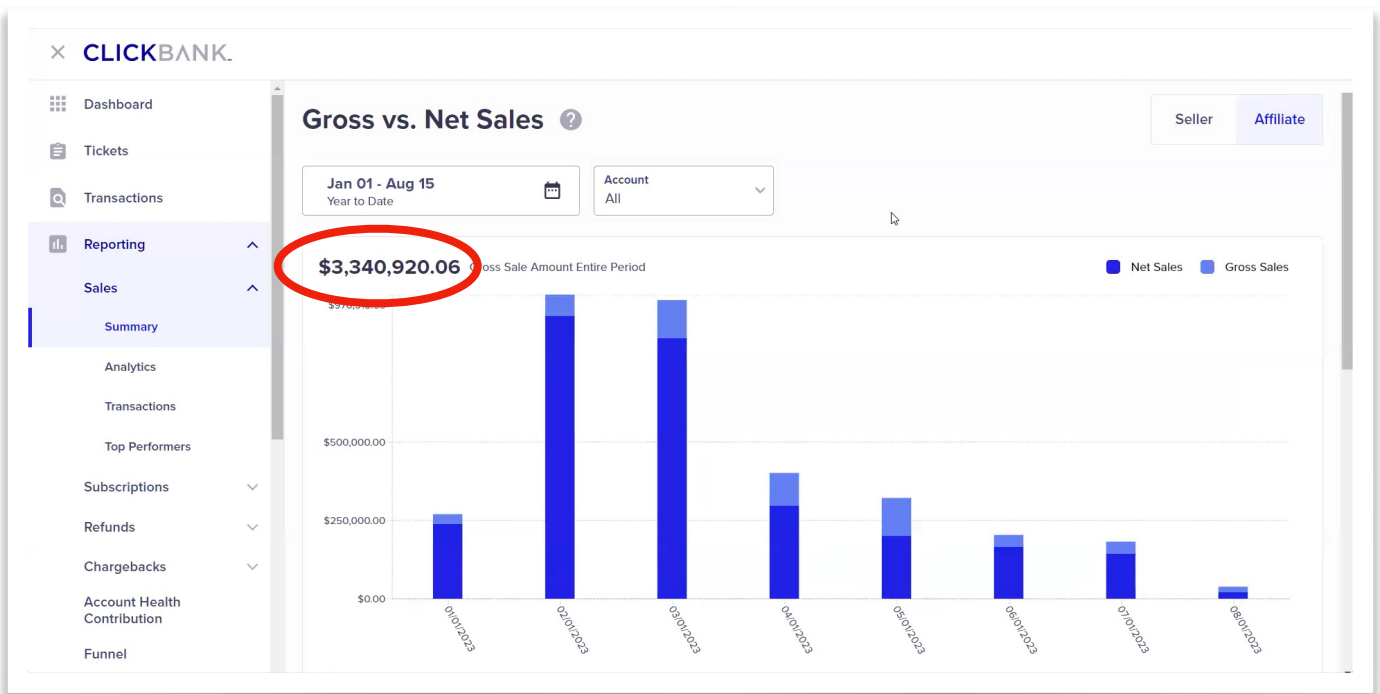 CLICKBANK
Dashboard
Tickets
Transactions
Reporting
Sales
Summary
Analytics
Transactions
Top Performers
Subscriptions
Refunds
Chargebacks
Account Health
Contribution
Funnel
Gross vs. Net Sales ?
Seller Affiliate
Jan 01 - Aug 15
Year to Date
Account
All
$3,340,920.06 Gross Sale Amount Entire Period
Net Sales Gross Sales
$500,000.00
$250,000.00
$0.00
01/01/2023 02/01/2023 03/01/2023 04/01/2023 05/01/2023 06/01/2023 07/01/2023 08/01/2023